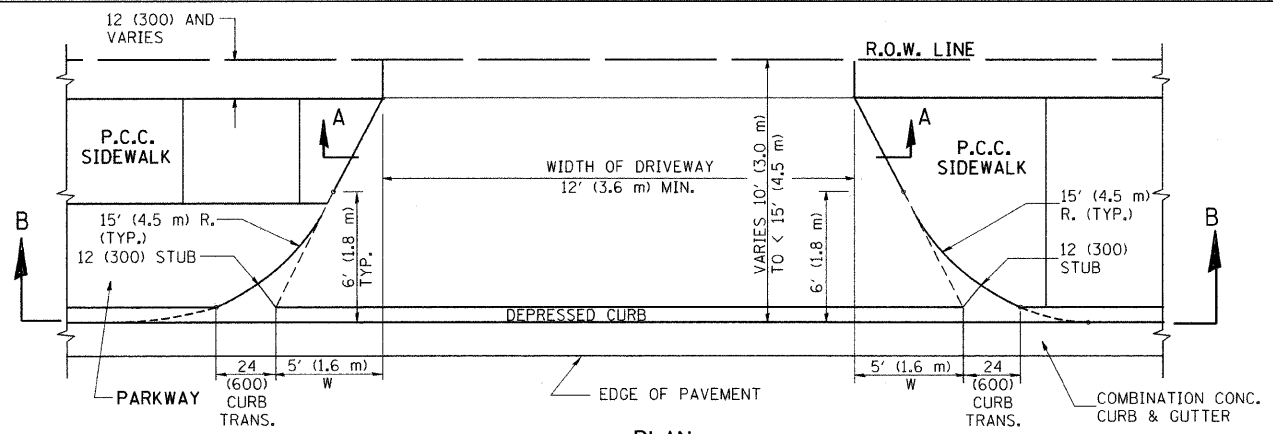 12 (300) AND
VARIES
R.O.W. LINE
A
A
P.C.C.
SIDEWALK
P.C.C.
SIDEWALK
WIDTH OF DRIVEWAY
12' (3.6 m) MIN.
VARIES 10' (3.0 m)
TO < 15' (4.5 m)
B
B
15' (4.5 m) R.
(TYP.)
15' (4.5 m)
R. (TYP.)
12 (300) STUB
12 (300)
STUB
6' (1.8 m)
TYP.
6' (1.8 m)
DEPRESSED CURB
24
(600)
CURB
TRANS.
5' (1.6 m)
W
5' (1.6 m)
W
24
(600)
CURB
TRANS.
PARKWAY
EDGE OF PAVEMENT
COMBINATION CONC.
CURB & GUTTER
PLAN